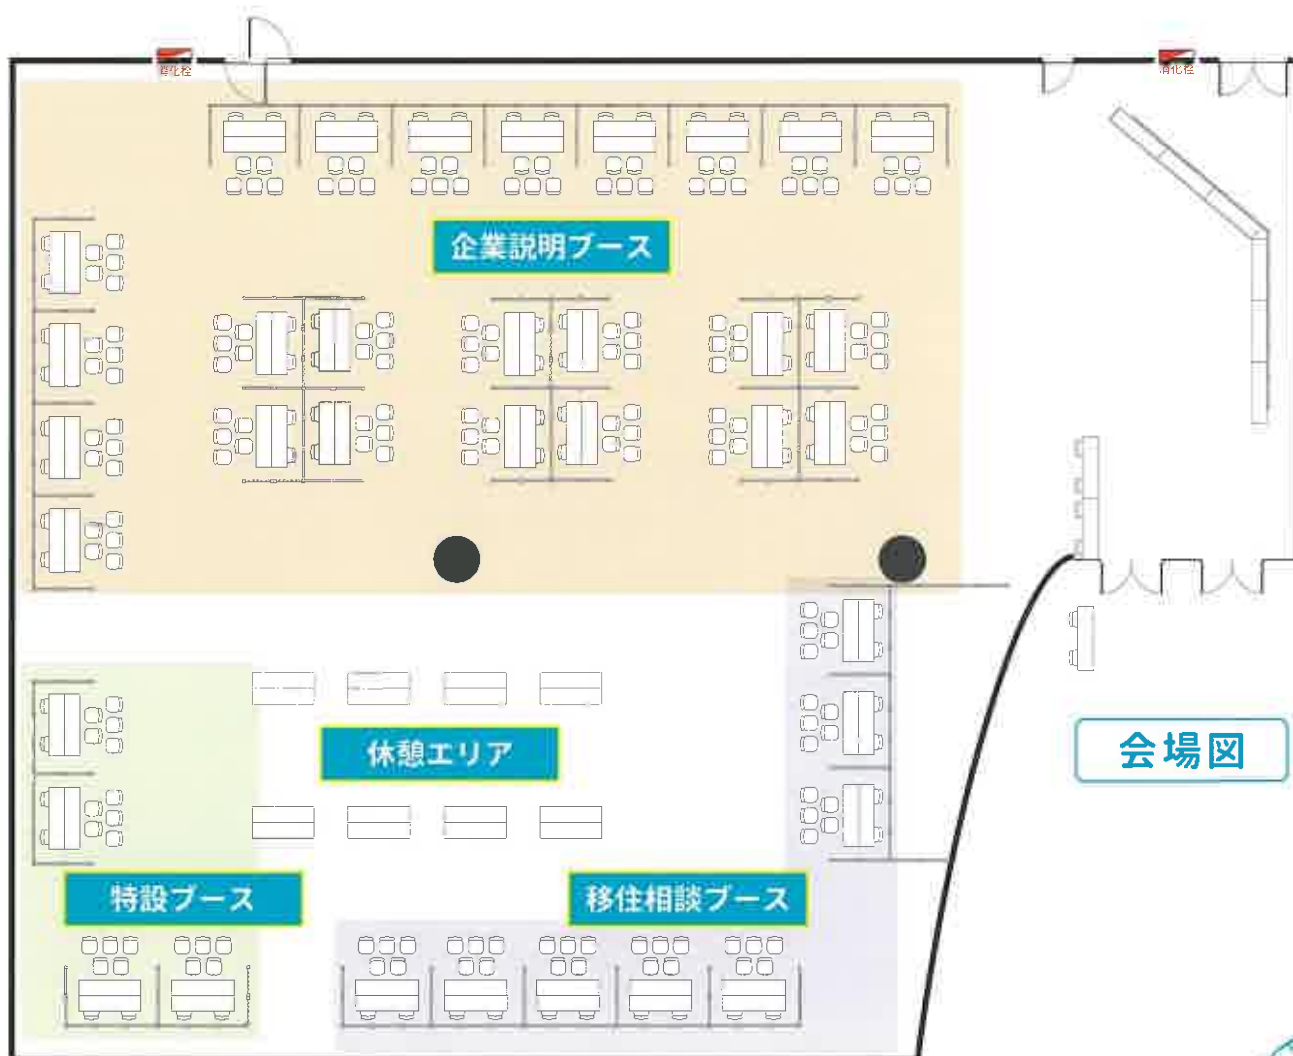 消化栓
消化栓
企業説明ブース
休憩エリア
会場図
特設ブース
移住相談ブース